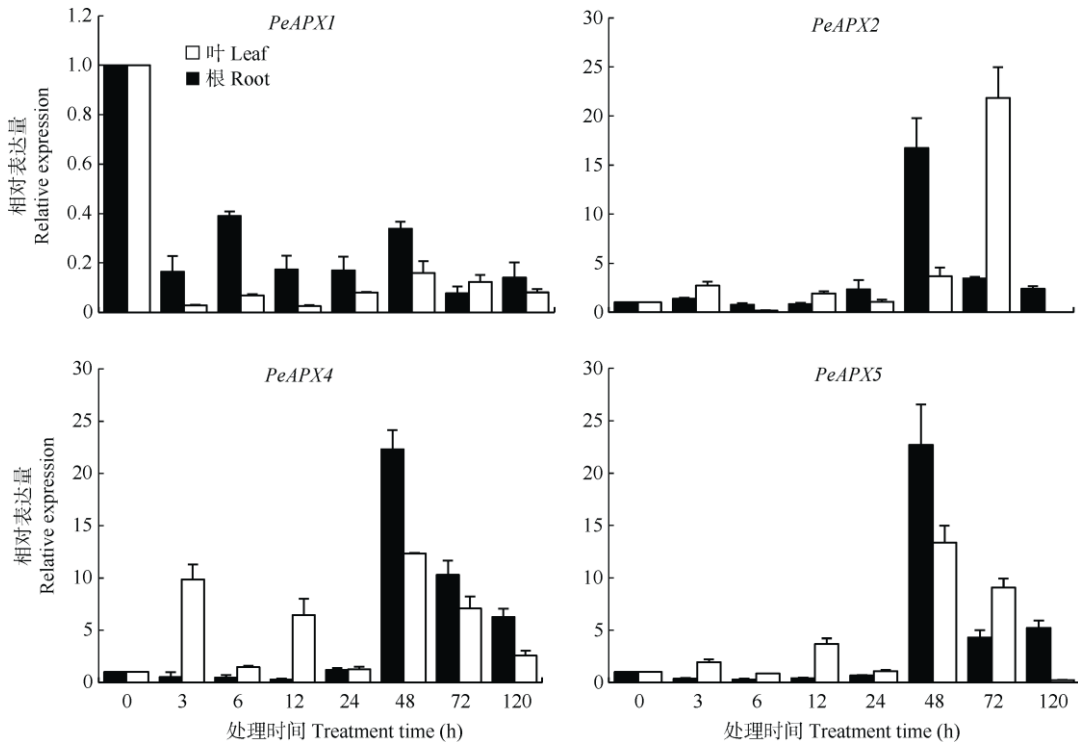 PeAPX1
1.2
1.0
0.8
0.6
0.4
0.2
0
叶 Leaf
根 Root
相对表达量
Relative expression
PeAPX2
30
25
20
15
10
5
0
PeAPX4
30
25
20
15
10
5
0
相对表达量
Relative expression
0 3 6 12 24 48 72 120
处理时间 Treatment time (h)
PeAPX5
30
25
20
15
10
5
0
0 3 6 12 24 48 72 120
处理时间 Treatment time (h)